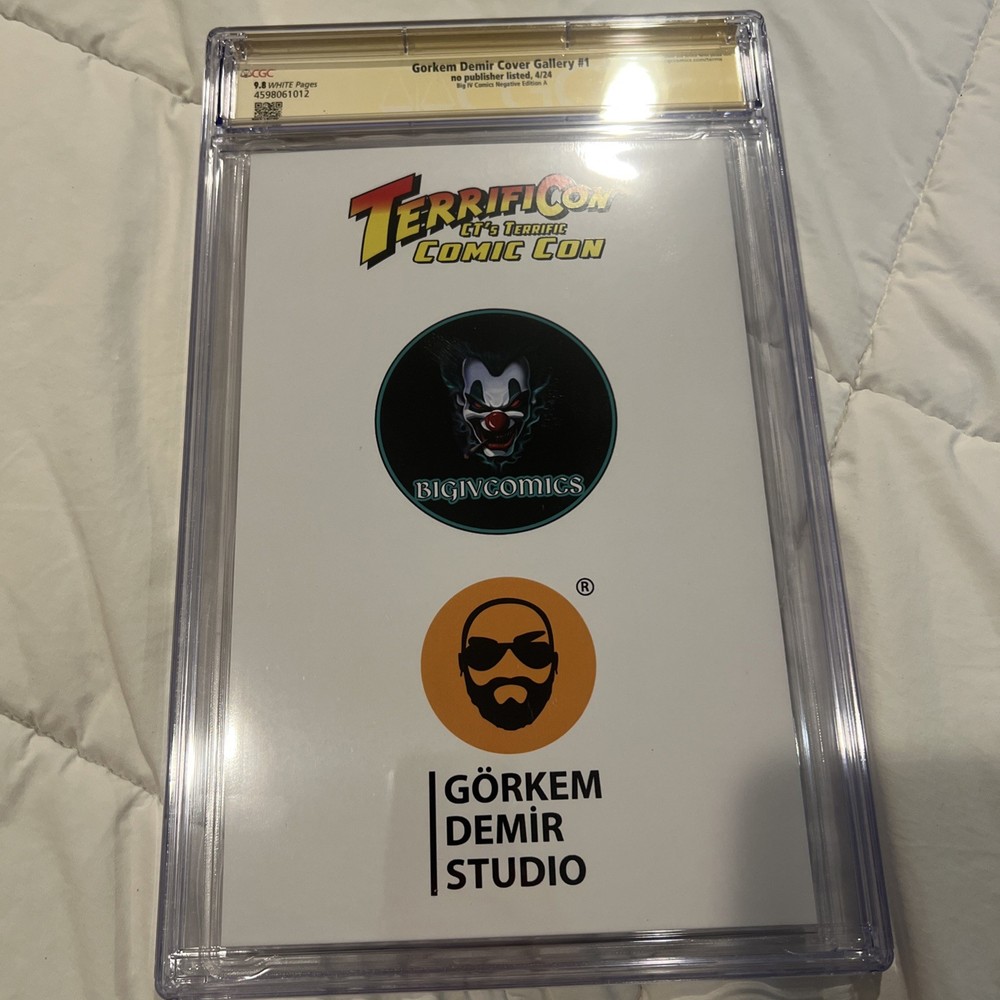 CGC
9.8 WHITE Pages
4598061012
Gorkem Demir Cover Gallery #1
no publisher listed, 4/24
Big IV Comics Negative Edition A
TERRIFICON
CT's TERRIFIC
COMIC CON
BIGIVCOMICS
®
GÖRKEM
DEMİR
STUDIO